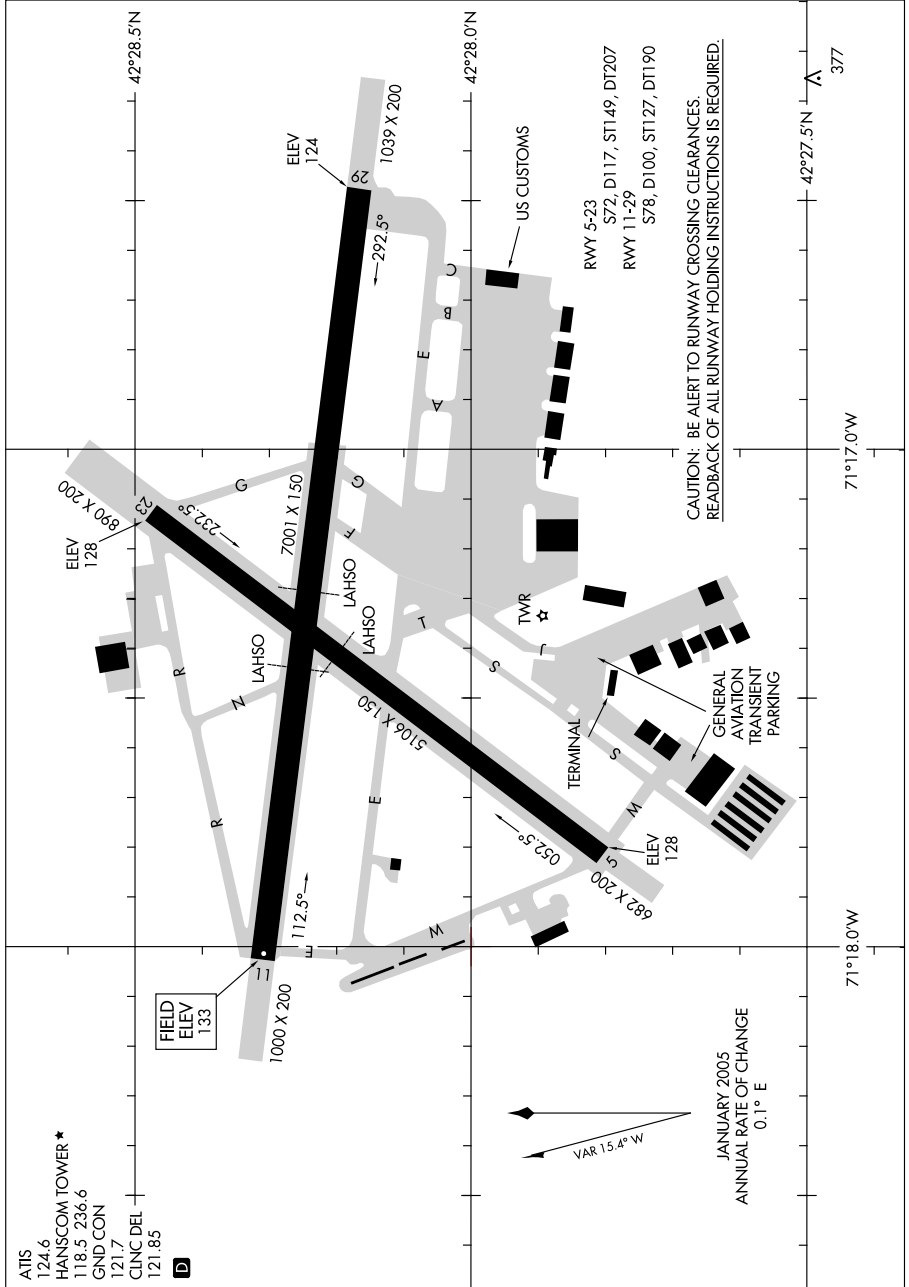 ATIS
124.6
HANSCOM TOWER★
118.5 236.6
GND CON
121.7
CLNC DEL
121.85
D
42°28.5'N
42°28.0'N
42°27.5'N
377
ELEV
124
1039 X 200
29
292.5°
US CUSTOMS
RWY 5-23
S72, D117, ST149, DT207
RWY 11-29
S78, D100, ST127, DT190
CAUTION: BE ALERT TO RUNWAY CROSSING CLEARANCES.
READBACK OF ALL RUNWAY HOLDING INSTRUCTIONS IS REQUIRED.
C
B
E
A
71°17.0'W
890 X 200
23
232.5°
ELEV
128
G
G
F
7001 X 150
LAHSO
LAHSO
LAHSO
R
N
R
5106 X 150
T
TWR
S
J
TERMINAL
GENERAL
AVIATION
TRANSIENT
PARKING
S
M
E
052.5°
5
ELEV
128
682 X 200
112.5°
E
M
11
FIELD
ELEV
133
1000 X 200
71°18.0'W
VAR 15.4° W
JANUARY 2005
ANNUAL RATE OF CHANGE
0.1° E